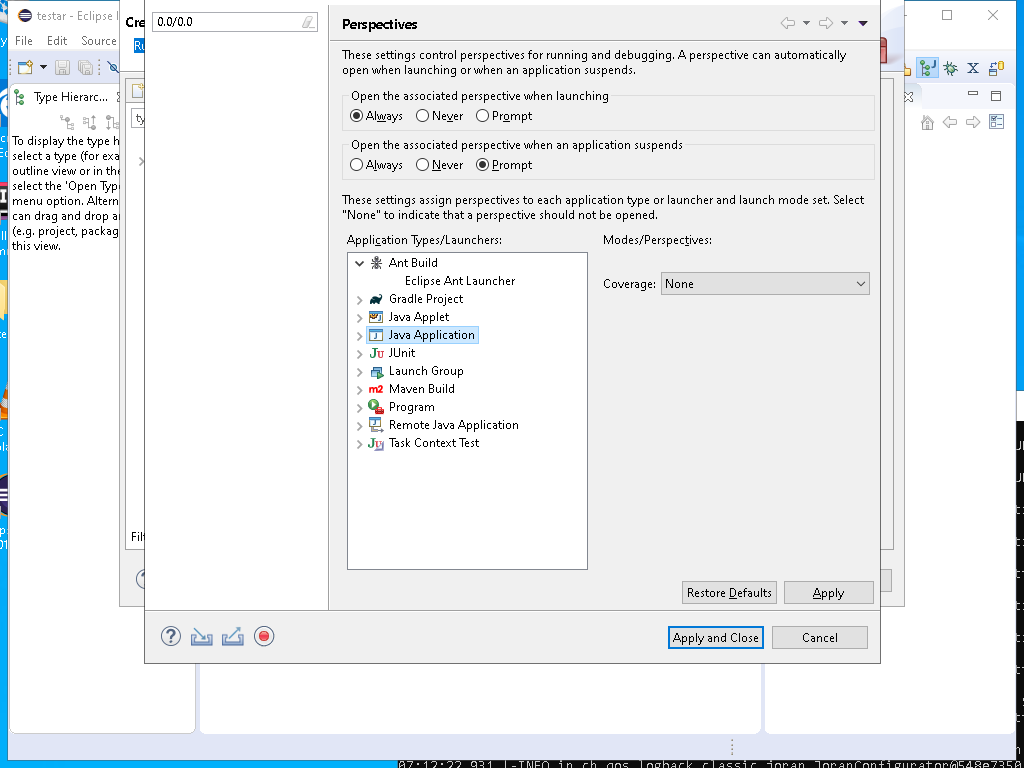 testar - Eclipse I
File Edit Source
Type Hierarc...
To display the type h
select a type (for exa
outline view or in the
select the 'Open Type
menu option. Altern
can drag and drop a
(e.g. project, packag
this view.
Cre
Ru
ty
Filt
0.0/0.0
Perspectives
These settings control perspectives for running and debugging. A perspective can automatically
open when launching or when an application suspends.
Open the associated perspective when launching
Always Never Prompt
Open the associated perspective when an application suspends
Always Never Prompt
These settings assign perspectives to each application type or launcher and launch mode set. Select
"None" to indicate that a perspective should not be opened.
Application Types/Launchers:
Modes/Perspectives:
Ant Build
Eclipse Ant Launcher
Gradle Project
Java Applet
Java Application
JUnit
Launch Group
Maven Build
Program
Remote Java Application
Task Context Test
Coverage: None
Restore Defaults Apply
Apply and Close Cancel
07:12:22,931 |-INFO in ch.qos.logback.classic.joran.JoranConfigurator@548e7350